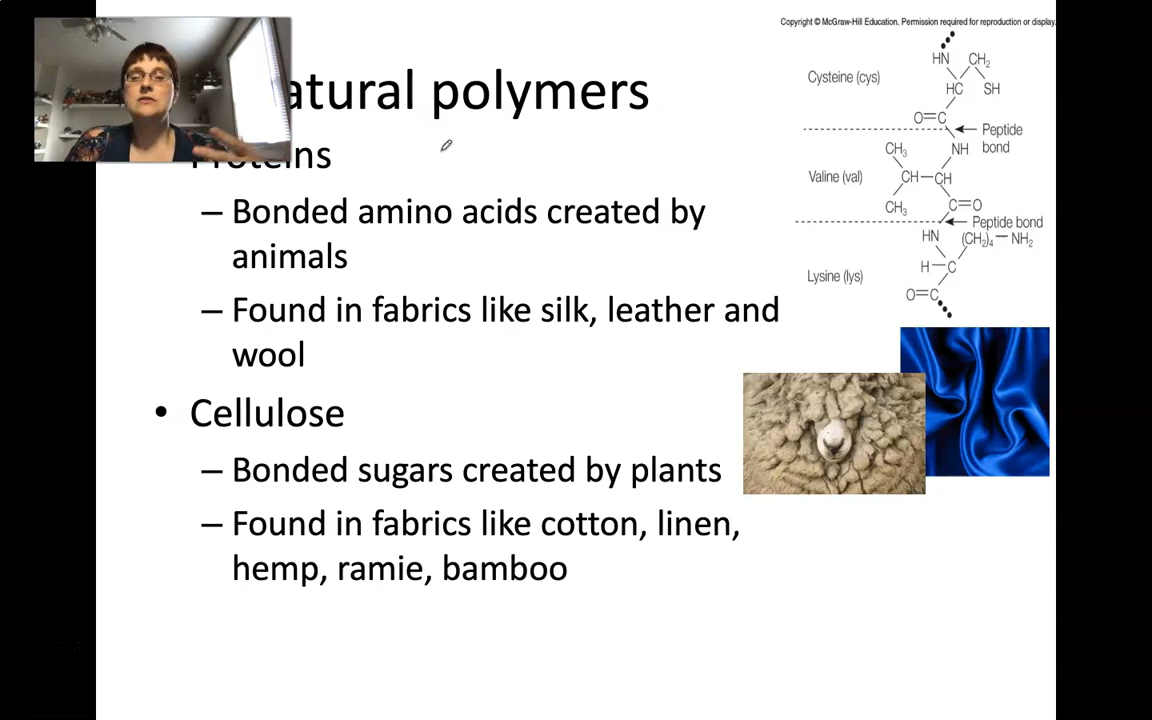 Copyright © McGraw-Hill Education. Permission required for reproduction or display.
atural polymers
Proteins
– Bonded amino acids created by
animals
– Found in fabrics like silk, leather and
wool
• Cellulose
– Bonded sugars created by plants
– Found in fabrics like cotton, linen,
hemp, ramie, bamboo
HN CH₂
Cysteine (cys)
HC SH
O=C
Peptide
bond
CH₃ NH
Valine (val) CH—CH
CH₃ C=O
Peptide bond
HN (CH₂)₄—NH₂
H—C
Lysine (lys)
O=C